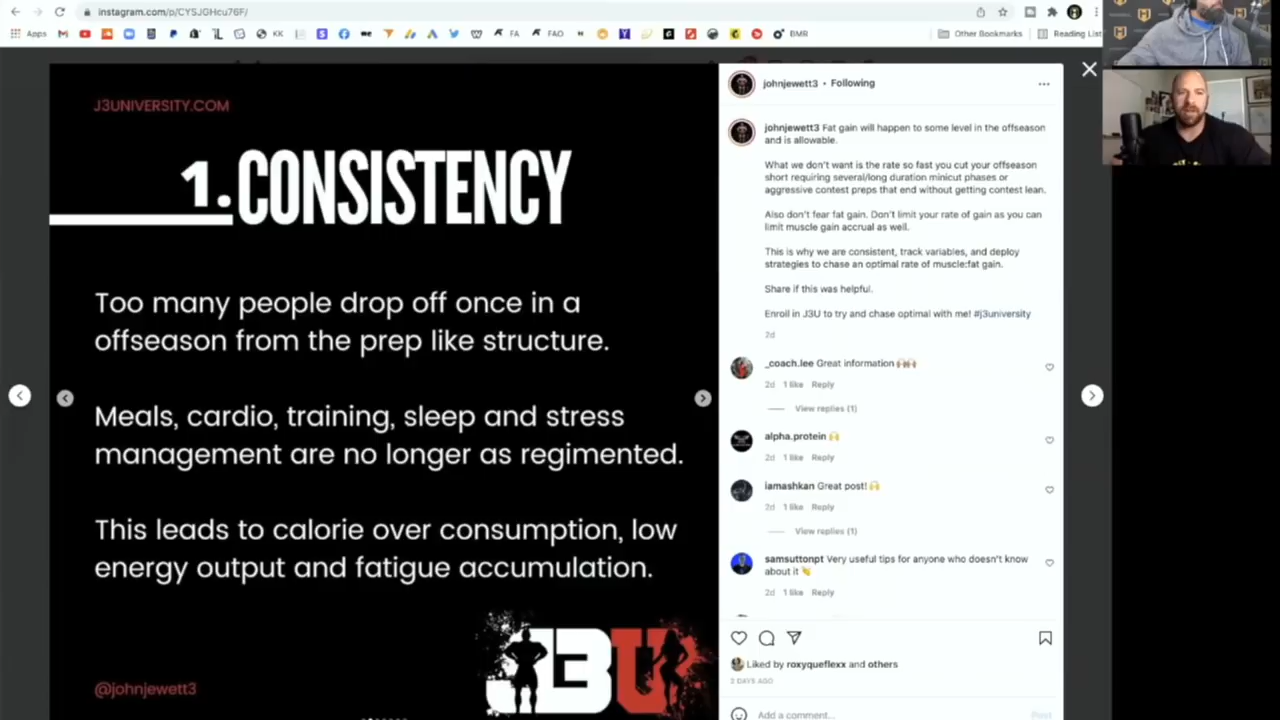 instagram.com/p/CYSJGHcu76F/
Apps
KK
me
FA
FAO
BMR
Other Bookmarks
Reading List
J3UNIVERSITY.COM
1.CONSISTENCY
Too many people drop off once in a
offseason from the prep like structure.
Meals, cardio, training, sleep and stress
management are no longer as regimented.
This leads to calorie over consumption, low
energy output and fatigue accumulation.
J3U
@johnjewett3
johnjewett3 • Following
johnjewett3 Fat gain will happen to some level in the offseason
and is allowable.
What we don't want is the rate so fast you cut your offseason
short requiring several/long duration minicut phases or
aggressive contest preps that end without getting contest lean.
Also don't fear fat gain. Don't limit your rate of gain as you can
limit muscle gain accrual as well.
This is why we are consistent, track variables, and deploy
strategies to chase an optimal rate of muscle:fat gain.
Share if this was helpful.
Enroll in J3U to try and chase optimal with me! #j3university
2d
_coach.lee Great information 🙌🏽🙌🏽
2d 1 like Reply
View replies (1)
alpha.protein 🙌
2d 1 like Reply
iamashkan Great post! 🙌
2d 1 like Reply
View replies (1)
samsuttonpt Very useful tips for anyone who doesn't know
about it 👏
2d 1 like Reply
Liked by roxyqueflexx and others
2 DAYS AGO
Add a comment...
Post